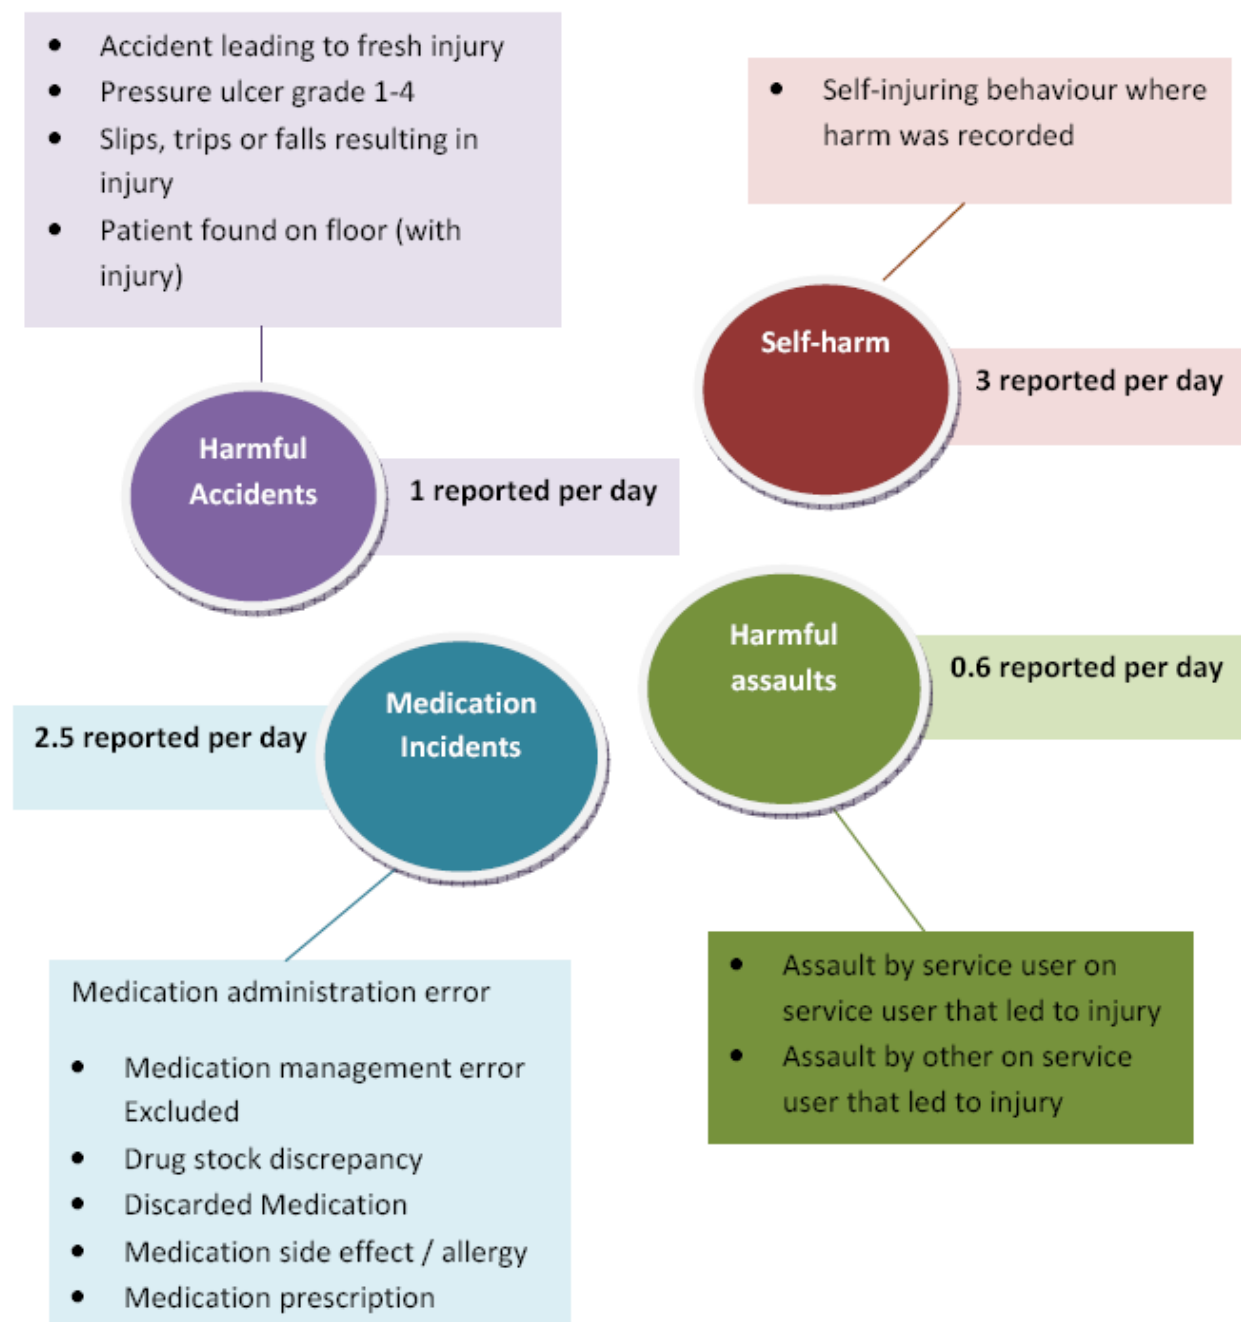 • Accident leading to fresh injury
• Pressure ulcer grade 1-4
• Slips, trips or falls resulting in
injury
• Patient found on floor (with
injury)
• Self-injuring behaviour where
harm was recorded
Self-harm
3 reported per day
Harmful
Accidents
1 reported per day
Harmful
assaults
0.6 reported per day
Medication
Incidents
2.5 reported per day
• Assault by service user on
service user that led to injury
• Assault by other on service
user that led to injury
Medication administration error
• Medication management error
Excluded
• Drug stock discrepancy
• Discarded Medication
• Medication side effect / allergy
• Medication prescription